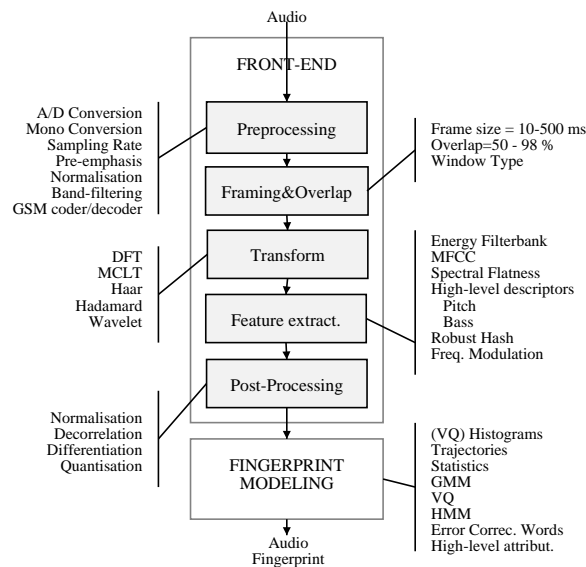 Audio
FRONT-END
A/D Conversion
Mono Conversion
Sampling Rate
Pre-emphasis
Normalisation
Band-filtering
GSM coder/decoder
Preprocessing
Frame size = 10-500 ms
Overlap=50 - 98 %
Window Type
Framing&Overlap
DFT
MCLT
Haar
Hadamard
Wavelet
Transform
Energy Filterbank
MFCC
Spectral Flatness
High-level descriptors
Pitch
Bass
Robust Hash
Freq. Modulation
Feature extract.
Post-Processing
Normalisation
Decorrelation
Differentiation
Quantisation
FINGERPRINT
MODELING
(VQ) Histograms
Trajectories
Statistics
GMM
VQ
HMM
Error Correc. Words
High-level attribut.
Audio
Fingerprint